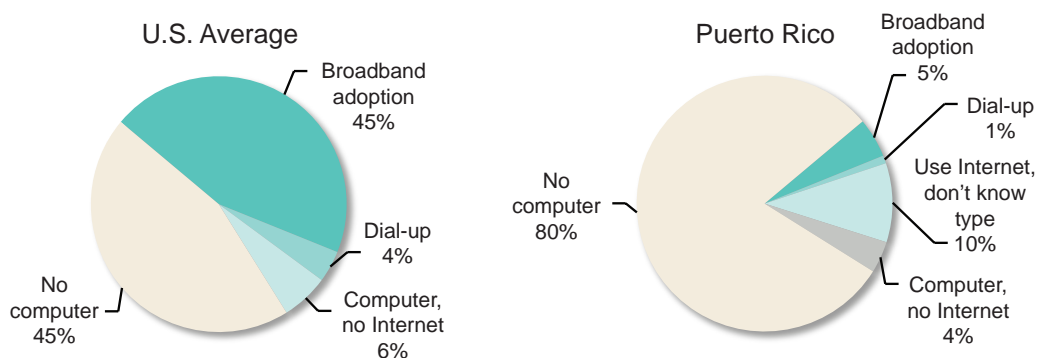 U.S. Average
Broadband
adoption
45%
Dial-up
4%
Computer,
no Internet
6%
No
computer
45%
Puerto Rico
Broadband
adoption
5%
Dial-up
1%
Use Internet,
don’t know
type
10%
Computer,
no Internet
4%
No
computer
80%